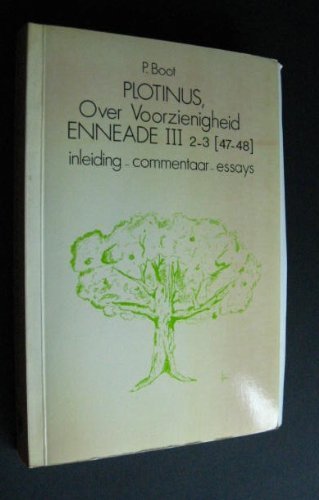 P. Boot
PLOTINUS,
Over Voorzienigheid
ENNEADE III 2-3 [47-48]
inleiding - commentaar - essays